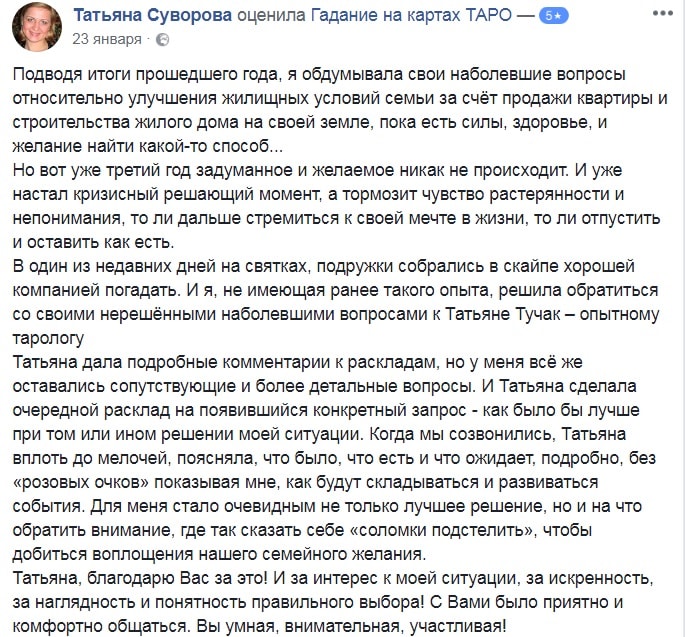 Татьяна Суворова оценила Гадание на картах ТАРО — 5★
23 января ·
Подводя итоги прошедшего года, я обдумывала свои наболевшие вопросы
относительно улучшения жилищных условий семьи за счёт продажи квартиры и
строительства жилого дома на своей земле, пока есть силы, здоровье, и
желание найти какой-то способ...
Но вот уже третий год задуманное и желаемое никак не происходит. И уже
настал кризисный решающий момент, а тормозит чувство растерянности и
непонимания, то ли дальше стремиться к своей мечте в жизни, то ли отпустить
и оставить как есть.
В один из недавних дней на святках, подружки собрались в скайпе хорошей
компанией погадать. И я, не имеющая ранее такого опыта, решила обратиться
со своими нерешёнными наболевшими вопросами к Татьяне Тучак – опытному
тарологу
Татьяна дала подробные комментарии к раскладам, но у меня всё же
оставались сопутствующие и более детальные вопросы. И Татьяна сделала
очередной расклад на появившийся конкретный запрос - как было бы лучше
при том или ином решении моей ситуации. Когда мы созвонились, Татьяна
вплоть до мелочей, поясняла, что было, что есть и что ожидает, подробно, без
«розовых очков» показывая мне, как будут складываться и развиваться
события. Для меня стало очевидным не только лучшее решение, но и на что
обратить внимание, где так сказать себе «соломки подстелить», чтобы
добиться воплощения нашего семейного желания.
Татьяна, благодарю Вас за это! И за интерес к моей ситуации, за искренность,
за наглядность и понятность правильного выбора! С Вами было приятно и
комфортно общаться. Вы умная, внимательная, участливая!